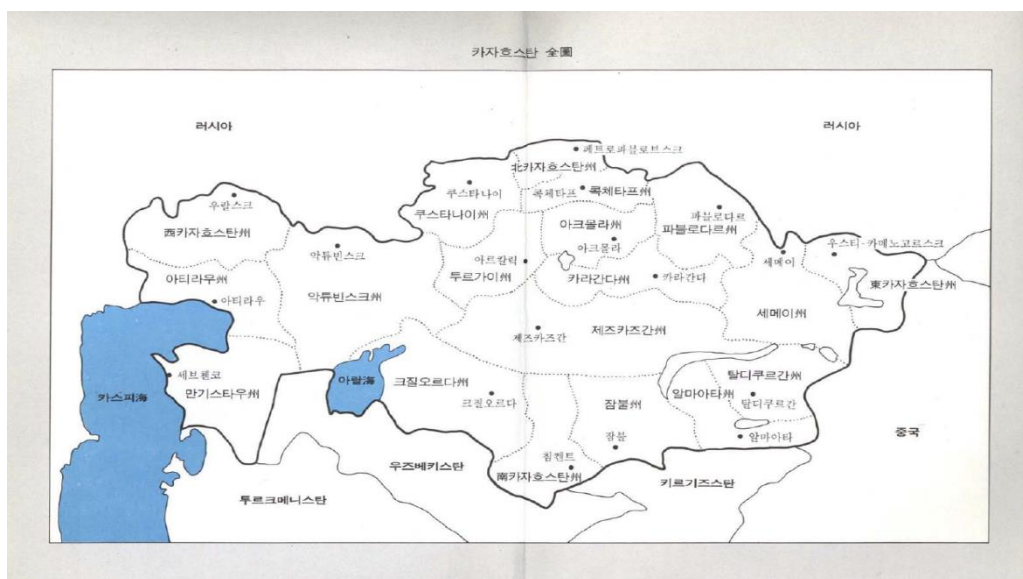 카자흐스탄 全圖
러시아
러시아
페트로파블로브스크
北카자흐스탄州
쿠스타나이
콕체타프
콕체타프州
우랄스크
쿠스타나이州
파블로다르
西카자흐스탄州
아크몰라州
파블로다르州
악튜빈스크
아르칼릭
아크몰라
세메이
우스티-카메노고르스크
아티라우州
투르가이州
카라간다州
카라간다
東카자흐스탄州
아티라우
악튜빈스크州
세메이州
제즈카즈간
제즈카즈간州
세브첸코
아랄海
크질오르다州
탈디쿠르간州
카스피海
만기스타우州
크질오르다
잠불州
알마아타州
탈디쿠르간
잠불
알마아타
중국
우즈베키스탄
침켄트
南카자흐스탄州
키르기즈스탄
투르크메니스탄